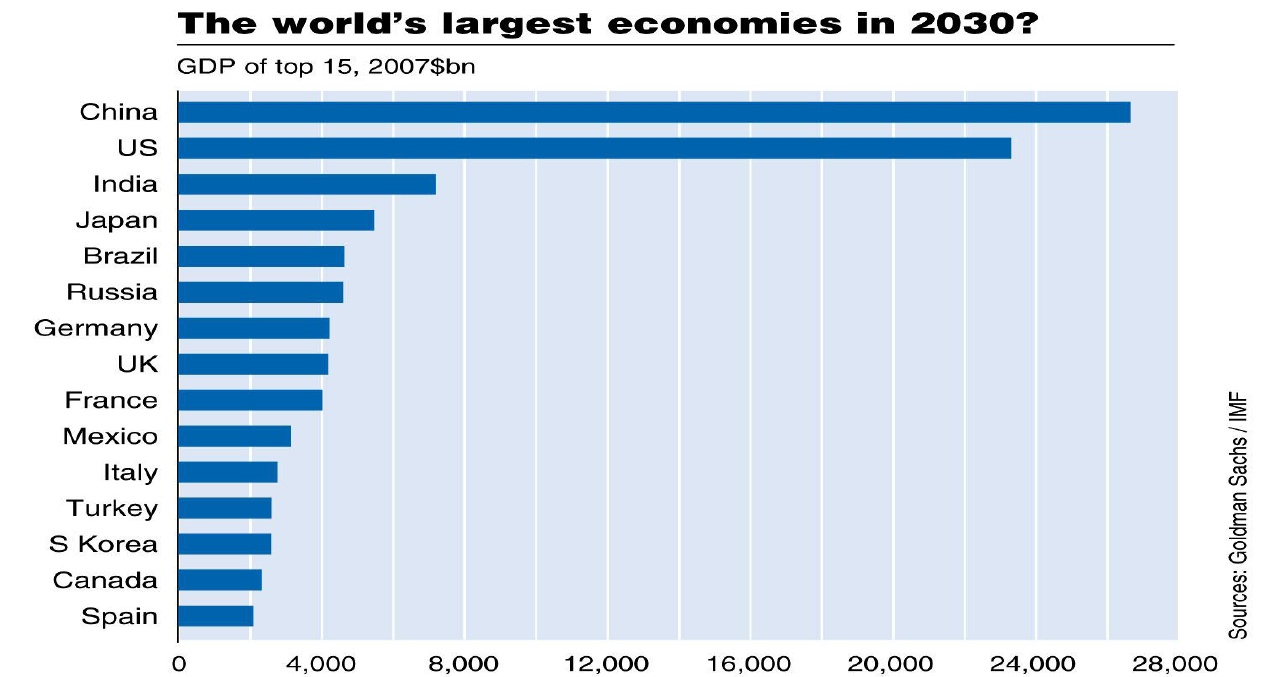 The world's largest economies in 2030?
GDP of top 15, 2007$bn
China
US
India
Japan
Brazil
Russia
Germany
UK
France
Mexico
Italy
Turkey
S Korea
Canada
Spain
0 4,000 8,000 12,000 16,000 20,000 24,000 28,000
Sources: Goldman Sachs / IMF